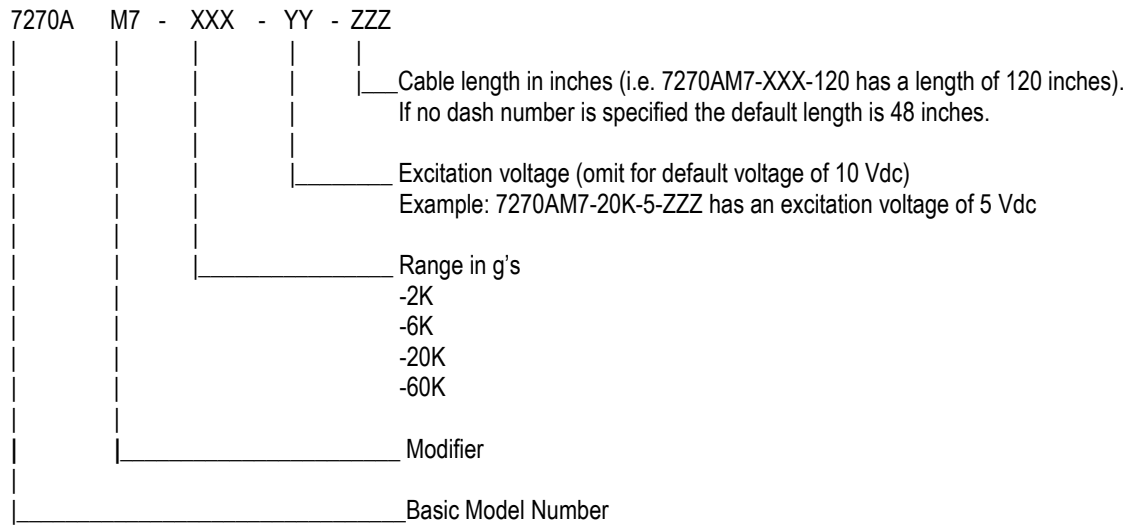 7270A M7 - XXX - YY - ZZZ
Cable length in inches (i.e. 7270AM7-XXX-120 has a length of 120 inches).
If no dash number is specified the default length is 48 inches.
Excitation voltage (omit for default voltage of 10 Vdc)
Example: 7270AM7-20K-5-ZZZ has an excitation voltage of 5 Vdc
Range in g's
-2K
-6K
-20K
-60K
Modifier
Basic Model Number